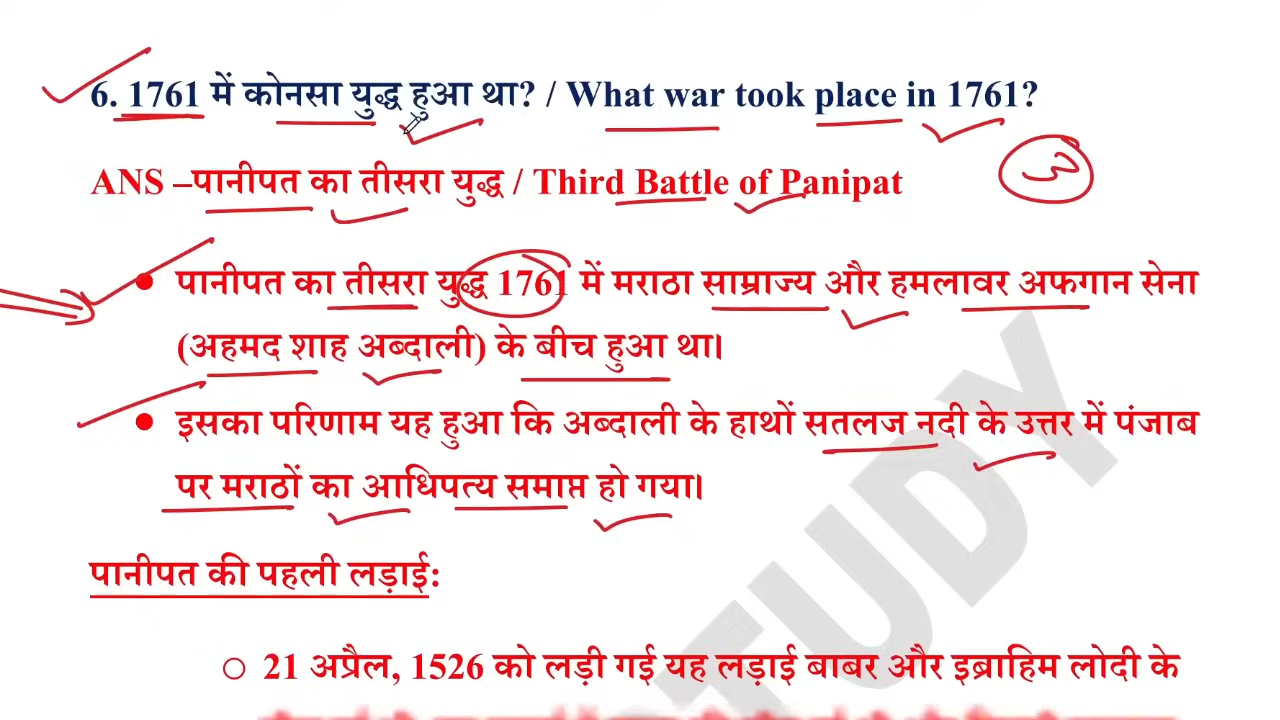 6. 1761 में कोनसा युद्ध हुआ था? / What war took place in 1761?
ANS –पानीपत का तीसरा युद्ध / Third Battle of Panipat
3
• पानीपत का तीसरा युद्ध 1761 में मराठा साम्राज्य और हमलावर अफगान सेना
(अहमद शाह अब्दाली) के बीच हुआ था।
• इसका परिणाम यह हुआ कि अब्दाली के हाथों सतलज नदी के उत्तर में पंजाब
पर मराठों का आधिपत्य समाप्त हो गया।
पानीपत की पहली लड़ाई:
○ 21 अप्रैल, 1526 को लड़ी गई यह लड़ाई बाबर और इब्राहिम लोदी के
STUDY